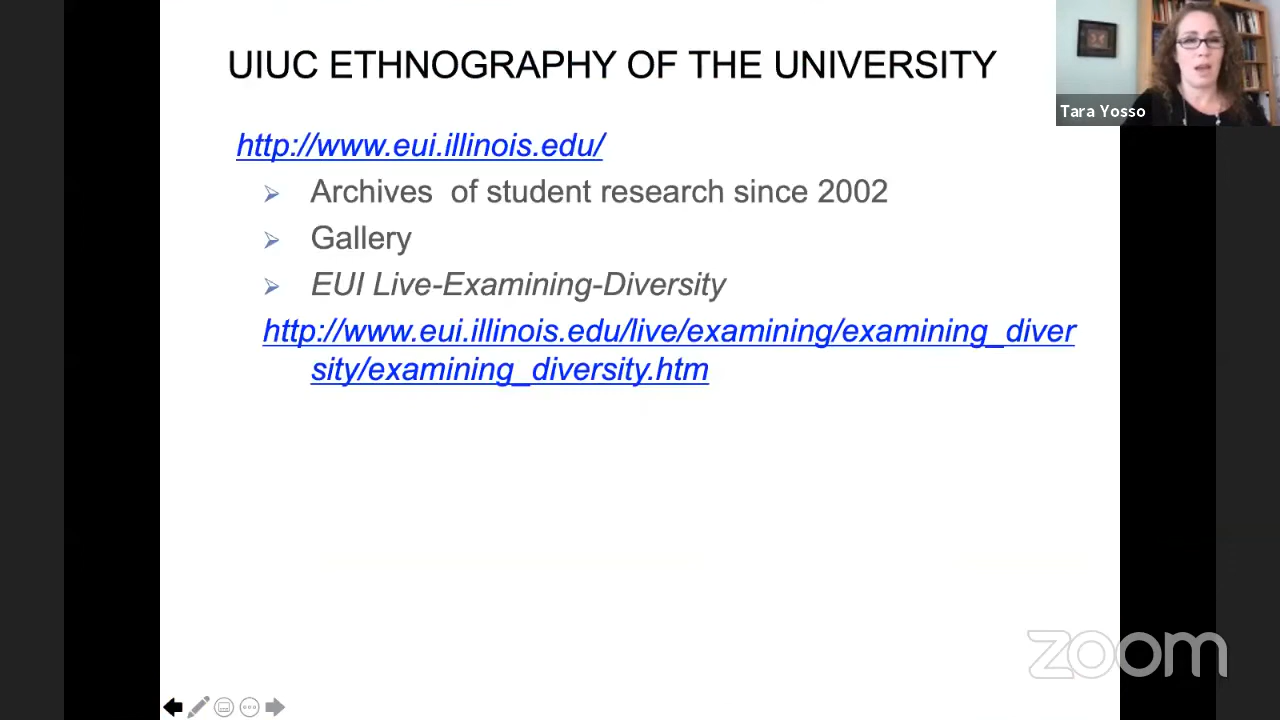 UIUC ETHNOGRAPHY OF THE UNIVERSITY
Tara Yosso
http://www.eui.illinois.edu/
Archives of student research since 2002
Gallery
EUI Live-Examining-Diversity
http://www.eui.illinois.edu/live/examining/examining_diver
sity/examining_diversity.htm
zoom